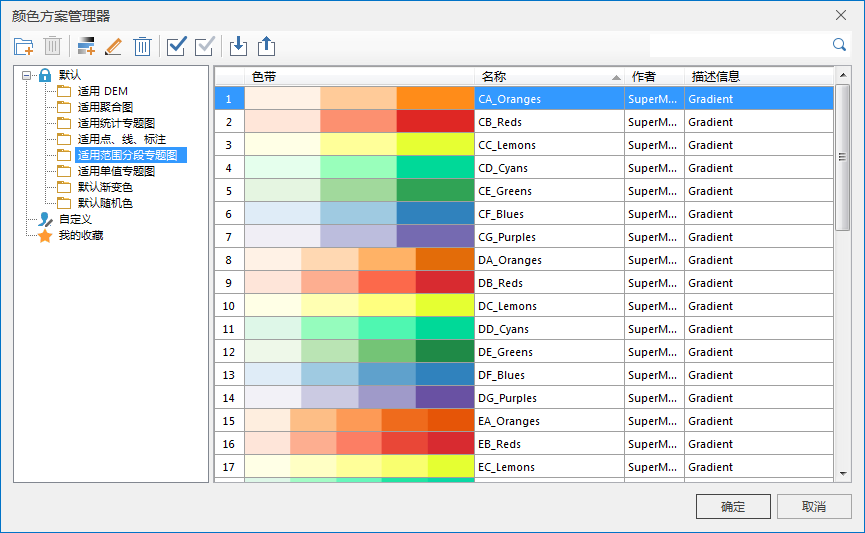 颜色方案管理器
默认
适用 DEM
适用聚合图
适用统计专题图
适用点、线、标注
适用范围分段专题图
适用单值专题图
默认渐变色
默认随机色
自定义
我的收藏
色带 名称 作者 描述信息
1 CA_Oranges SuperM... Gradient
2 CB_Reds SuperM... Gradient
3 CC_Lemons SuperM... Gradient
4 CD_Cyans SuperM... Gradient
5 CE_Greens SuperM... Gradient
6 CF_Blues SuperM... Gradient
7 CG_Purples SuperM... Gradient
8 DA_Oranges SuperM... Gradient
9 DB_Reds SuperM... Gradient
10 DC_Lemons SuperM... Gradient
11 DD_Cyans SuperM... Gradient
12 DE_Greens SuperM... Gradient
13 DF_Blues SuperM... Gradient
14 DG_Purples SuperM... Gradient
15 EA_Oranges SuperM... Gradient
16 EB_Reds SuperM... Gradient
17 EC_Lemons SuperM... Gradient
确定 取消